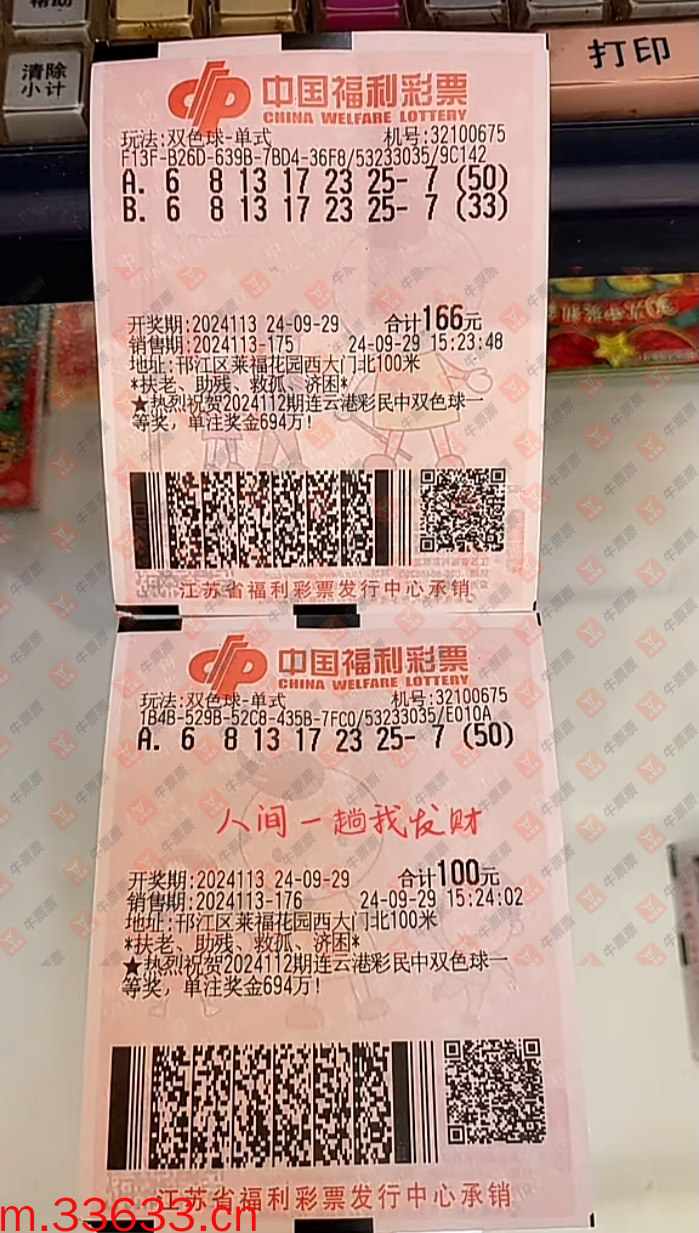 帮助
清除
小计
打印
中国福利彩票
CHINA WELFARE LOTTERY
玩法:双色球-单式 机号:32100675
F13F-B26D-639B-7BD4-36F8/53233035/9C142
A. 6 8 13 17 23 25- 7 (50)
B. 6 8 13 17 23 25- 7 (33)
开奖期:2024113 24-09-29 合计166元
销售期:2024113-175 24-09-29 15:23:48
地址:邗江区莱福花园西大门北100米
*扶老、助残、救孤、济困*
★热烈祝贺2024112期连云港彩民中双色球一
等奖，单注奖金694万!
江苏省福利彩票发行中心承销
中国福利彩票
CHINA WELFARE LOTTERY
玩法:双色球-单式 机号:32100675
1B4B-529B-52C8-435B-7FC0/53233035/E010A
A. 6 8 13 17 23 25- 7 (50)
人间一趟我发财
开奖期:2024113 24-09-29 合计100元
销售期:2024113-176 24-09-29 15:24:02
地址:邗江区莱福花园西大门北100米
*扶老、助残、救孤、济困*
★热烈祝贺2024112期连云港彩民中双色球一
等奖，单注奖金694万!
江苏省福利彩票发行中心承销
m.33633.cn
牛票票